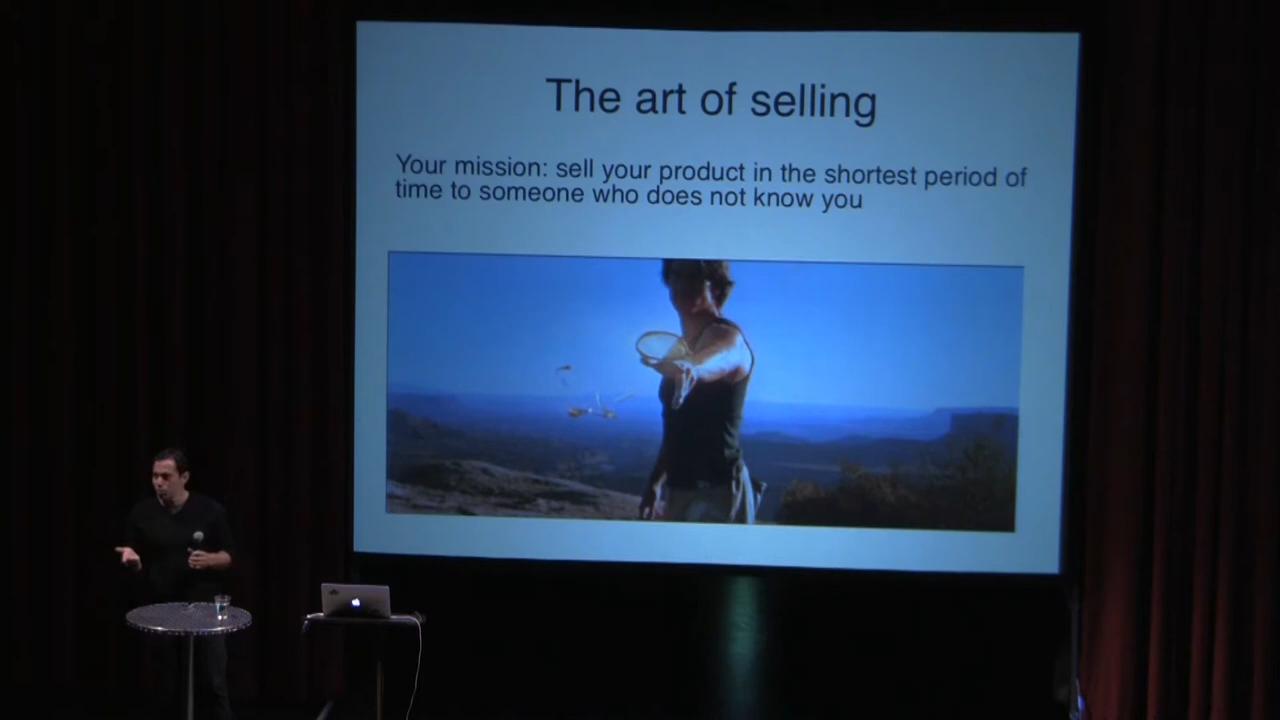 The art of selling
Your mission: sell your product in the shortest period of
time to someone who does not know you